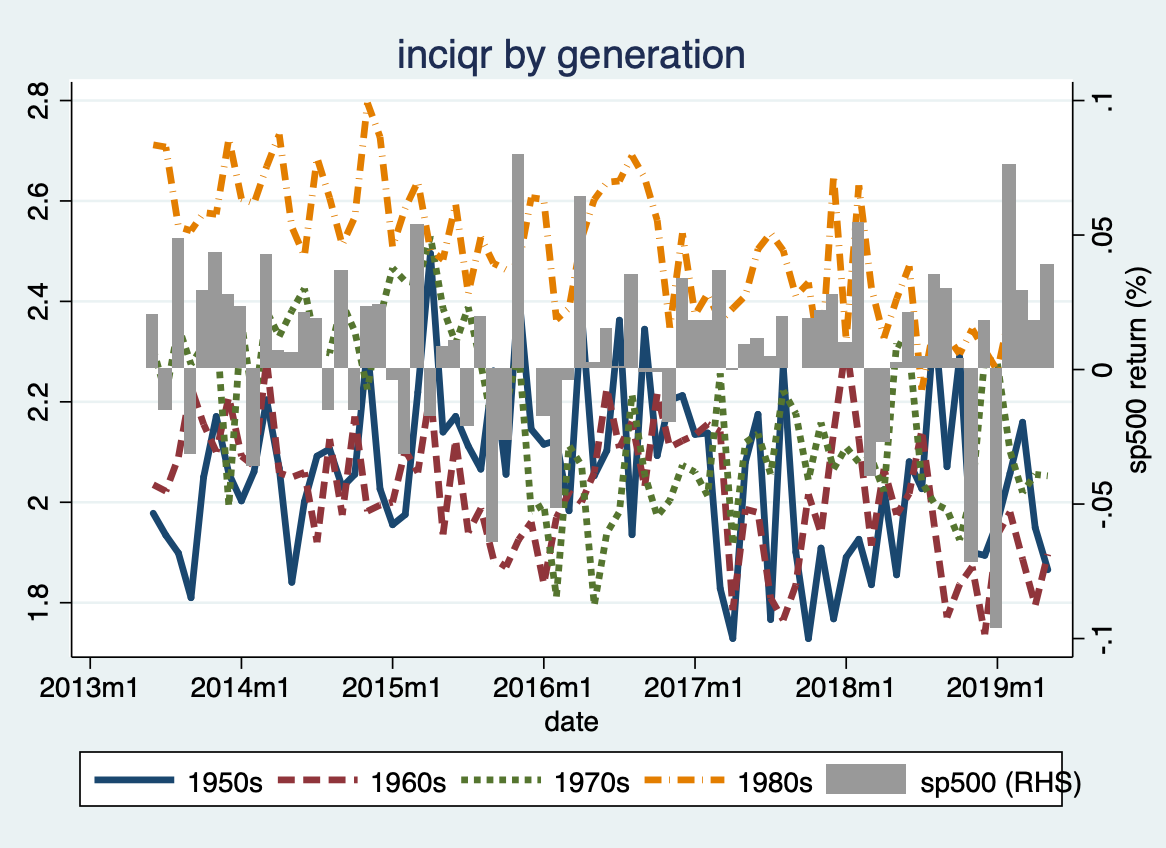 inciqr by generation
2.8
2.6
2.4
2.2
2
1.8
.1
.05
0
-.05
-.1
sp500 return (%)
2013m1 2014m1 2015m1 2016m1 2017m1 2018m1 2019m1
date
1950s 1960s 1970s 1980s sp500 (RHS)